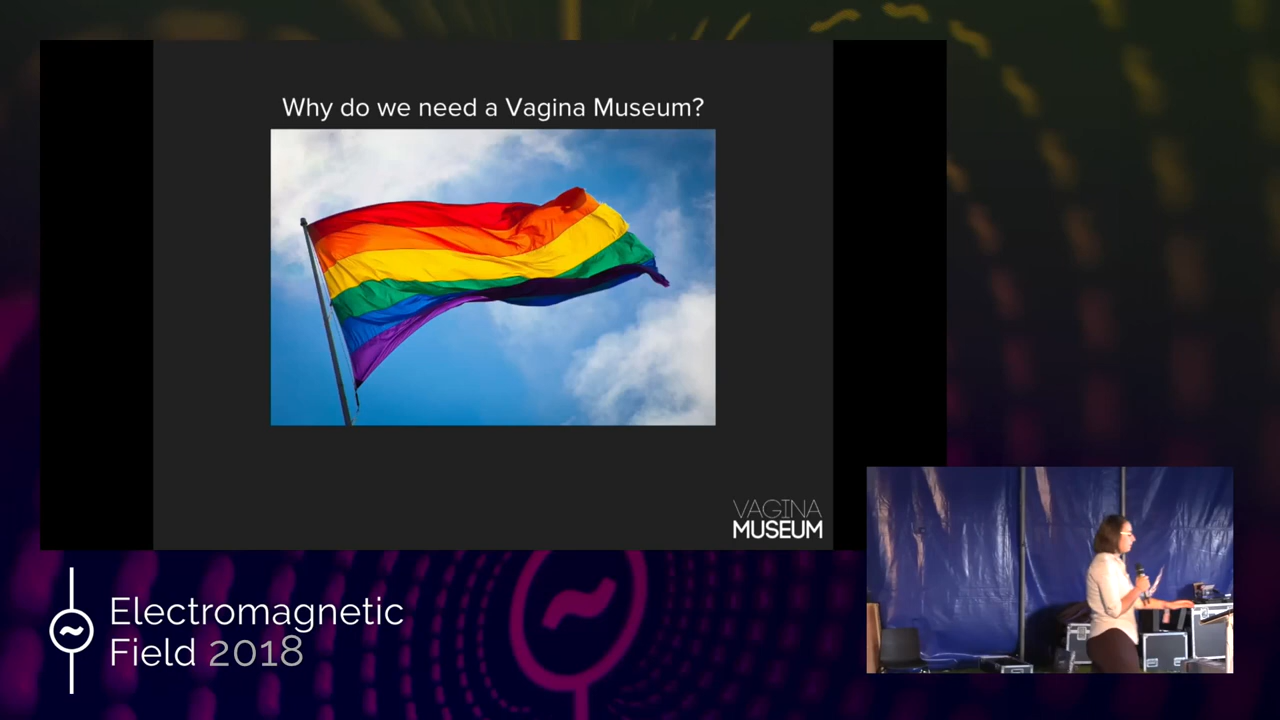 Why do we need a Vagina Museum?
VAGINA
MUSEUM
Electromagnetic
Field 2018